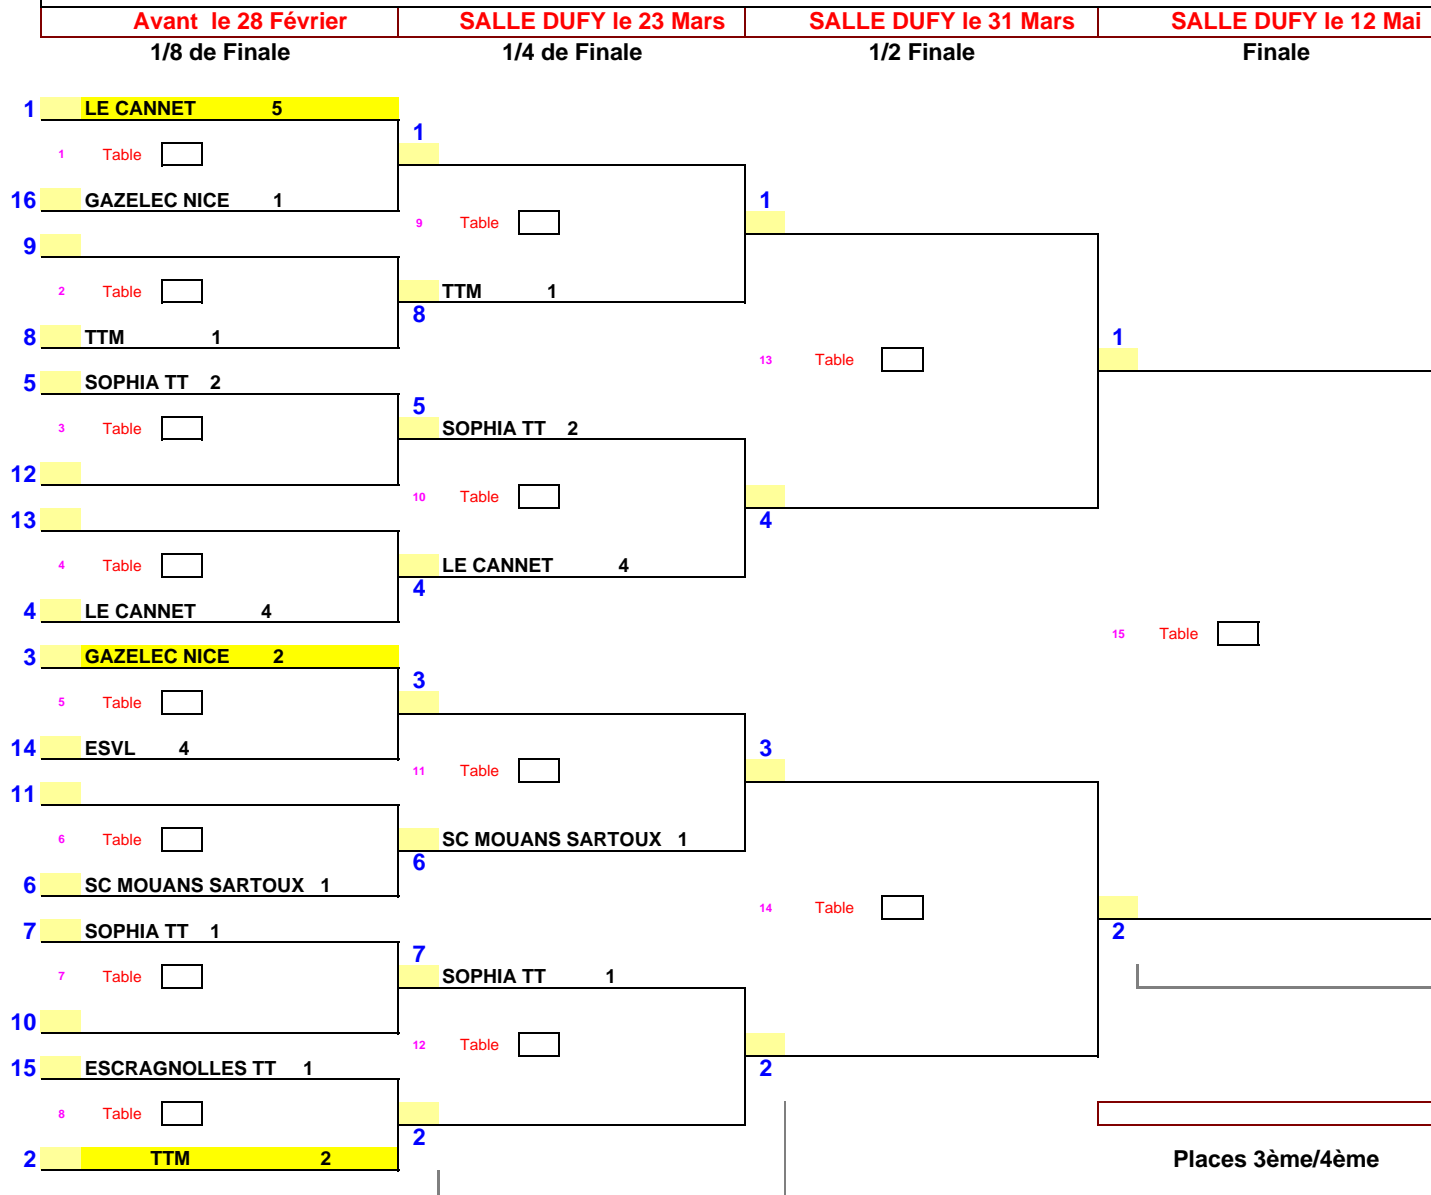 Avant le 28 Février SALLE DUFY le 23 Mars SALLE DUFY le 31 Mars SALLE DUFY le 12 Mai
1/8 de Finale 1/4 de Finale 1/2 Finale Finale
1 LE CANNET 5
1
1 Table
16 GAZELEC NICE 1 1
9 Table
9
2 Table TTM 1
8
8 TTM 1 1
13 Table
5 SOPHIA TT 2
5
3 Table SOPHIA TT 2
12
10 Table
13 4
4 Table LE CANNET 4
4
4 LE CANNET 4
15 Table
3 GAZELEC NICE 2
3
5 Table
14 ESVL 4 3
11 Table
11
6 Table SC MOUANS SARTOUX 1
6
6 SC MOUANS SARTOUX 1
14 Table
7 SOPHIA TT 1 2
7
7 Table SOPHIA TT 1
10
12 Table
15 ESCRAGNOLLES TT 1 2
8 Table
2
2 TTM 2 Places 3ème/4ème